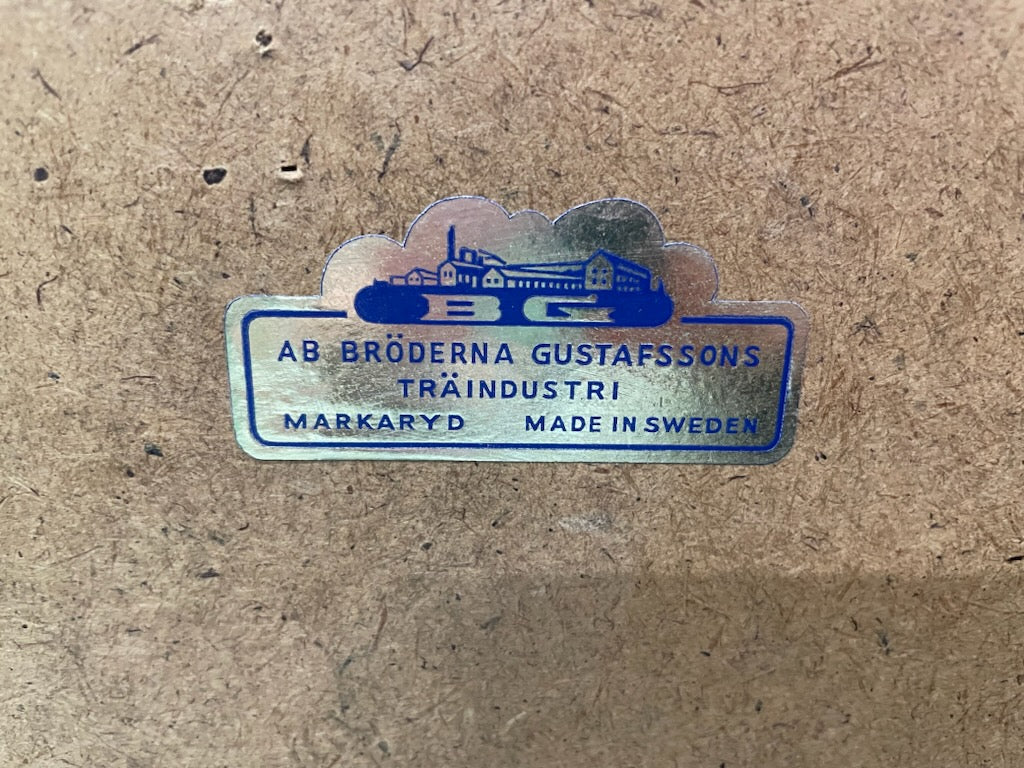 BG
AB BRÖDERNA GUSTAFSSONS
TRÄINDUSTRI
MARKARYD MADE IN SWEDEN